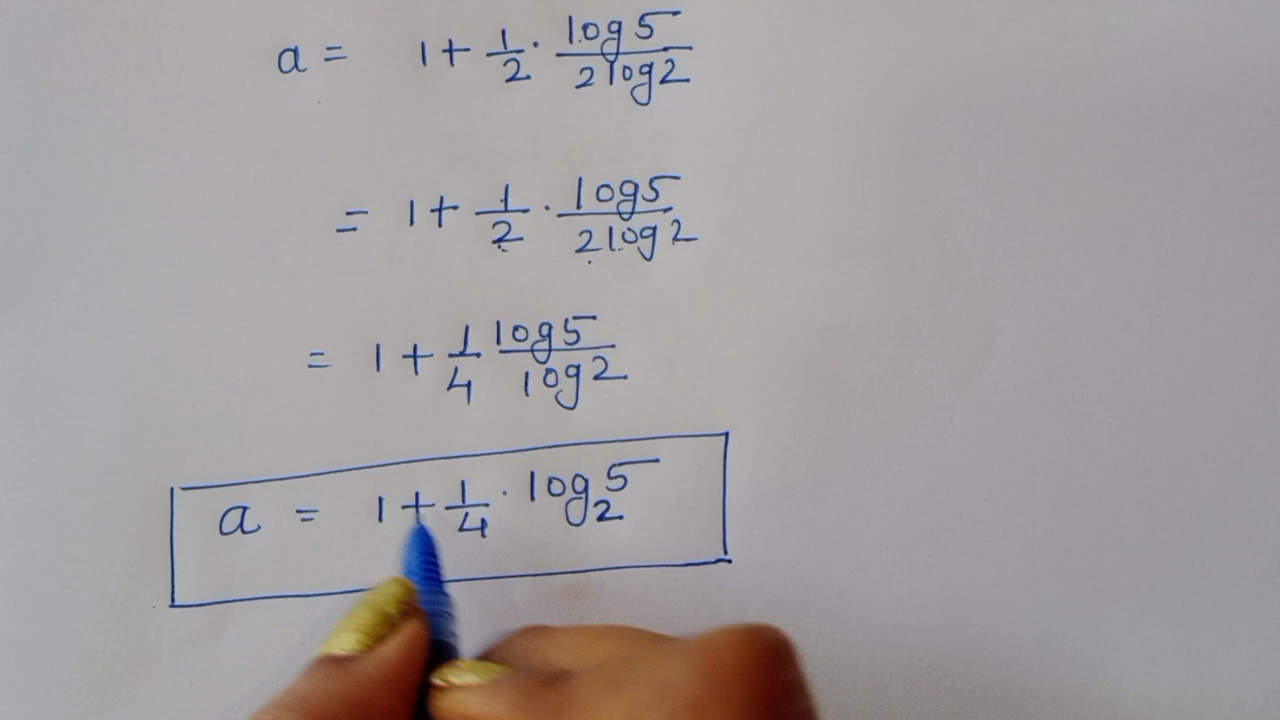 a = 1 + 1/2 · log5/2log2
= 1 + 1/2 · log5/2log2
= 1 + 1/4 log5/log2
a = 1 + 1/4 · log₂5